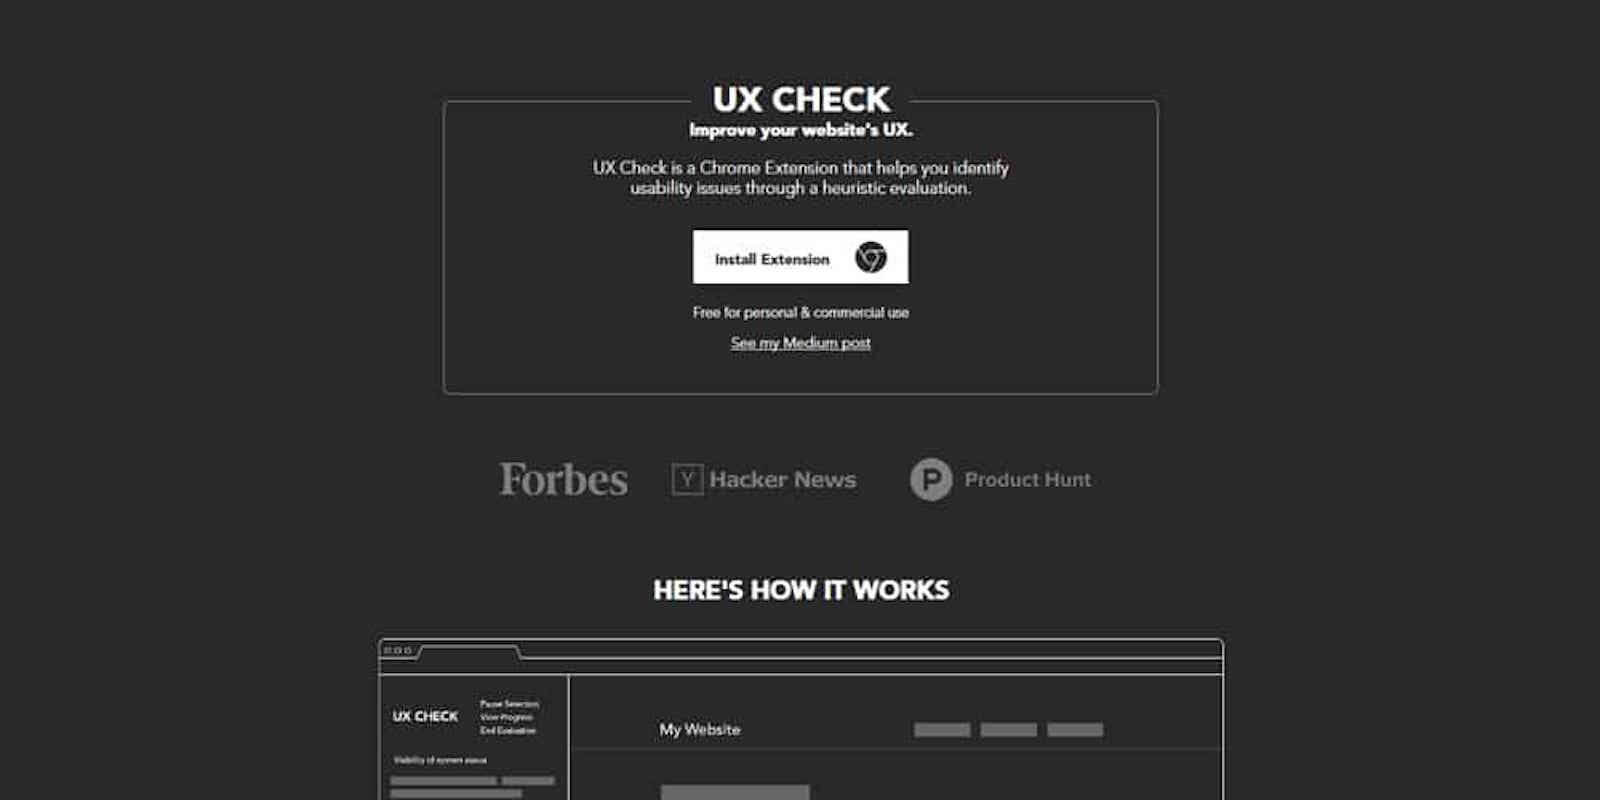 UX CHECK
Improve your website's UX.
UX Check is a Chrome Extension that helps you identify
usability issues through a heuristic evaluation.
Install Extension
Free for personal & commercial use
See my Medium post
Forbes
Y Hacker News
P Product Hunt
HERE'S HOW IT WORKS
UX CHECK
Pause Selection
View Progress
End Evaluation
My Website
Visibility of system status